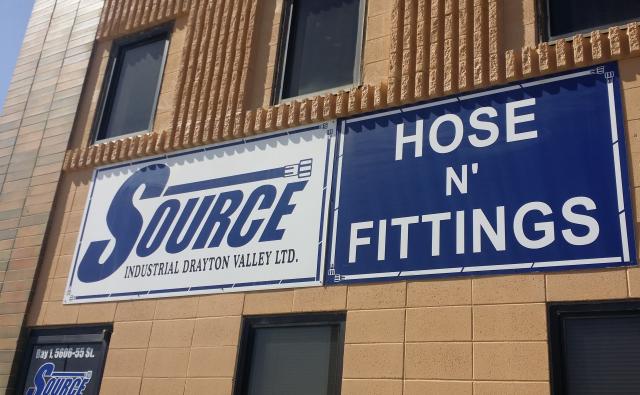 SOURCE
INDUSTRIAL DRAYTON VALLEY LTD.
HOSE
N'
FITTINGS
Bay 1, 5606-55 St.
SOURCE